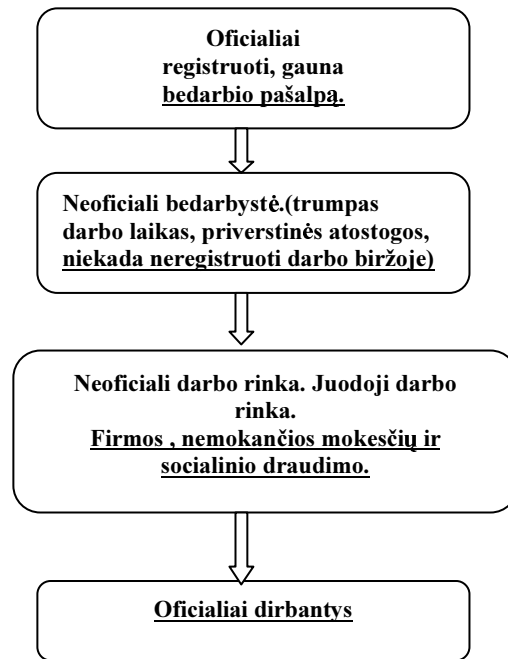 Oficialiai
registruoti, gauna
bedarbio pašalpą.
Neoficiali bedarbystė.(trumpas
darbo laikas, priverstinės atostogos,
niekada neregistruoti darbo biržoje)
Neoficiali darbo rinka. Juodoji darbo
rinka.
Firmos , nemokančios mokesčių ir
socialinio draudimo.
Oficialiai dirbantys